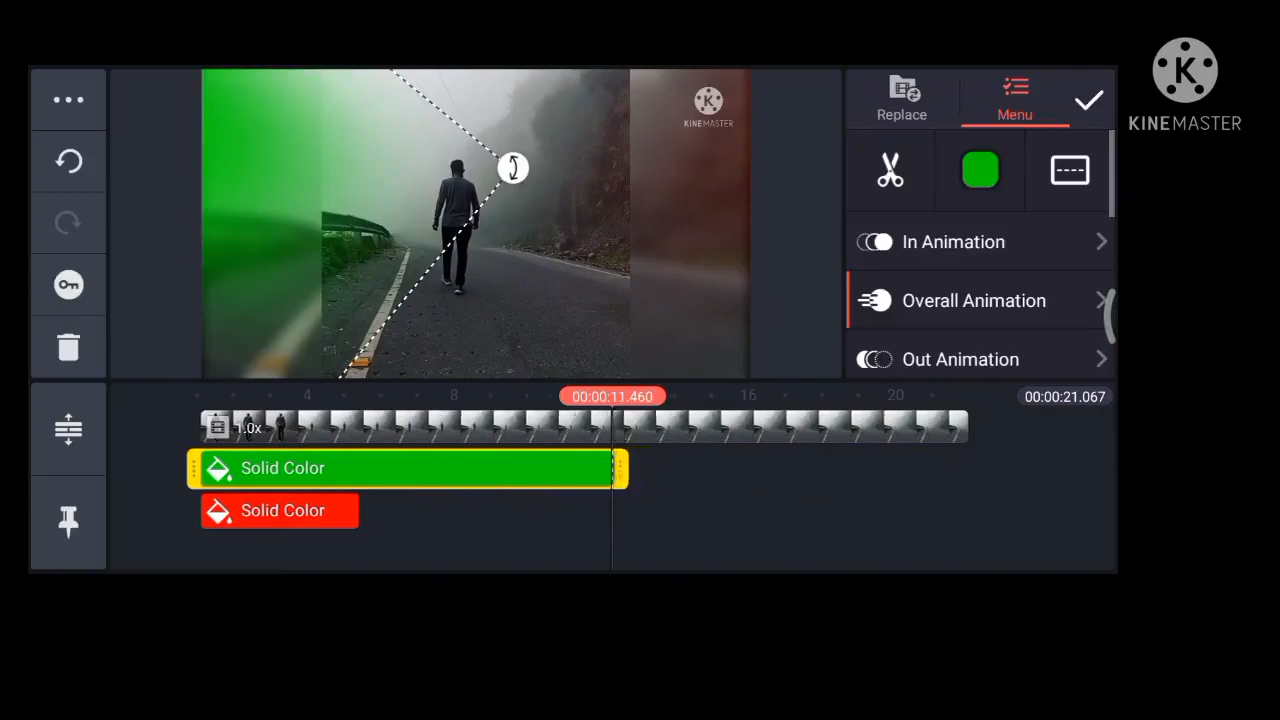 K
KINEMASTER
K
KINEMASTER
Replace
Menu
In Animation
Overall Animation
Out Animation
4
8
00:00:11.460
16
20
00:00:21.067
1.0x
Solid Color
Solid Color